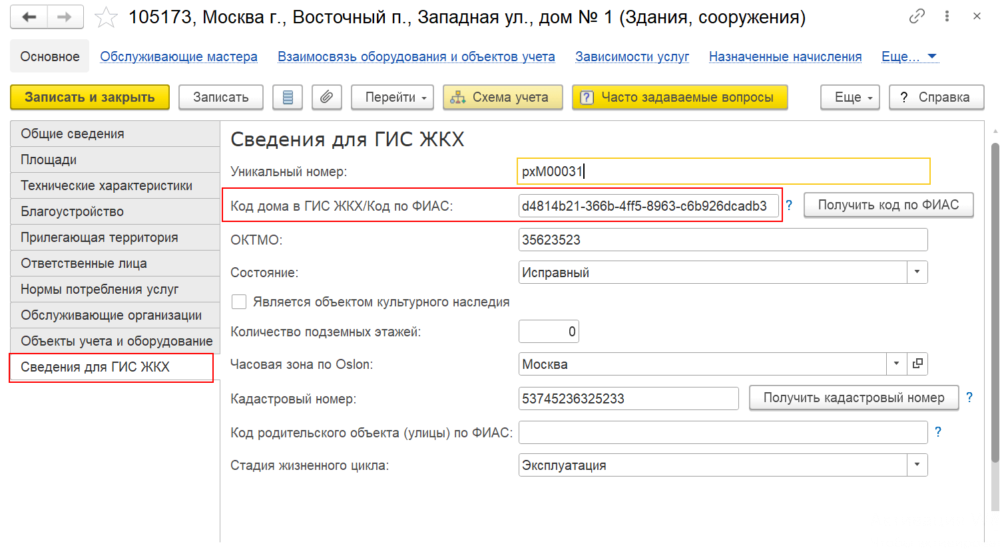 105173, Москва г., Восточный п., Западная ул., дом № 1 (Здания, сооружения)
Основное Обслуживающие мастера Взаимосвязь оборудования и объектов учета Зависимости услуг Назначенные начисления Еще...
Записать и закрыть Записать Перейти Схема учета ? Часто задаваемые вопросы Еще ? Справка
Общие сведения
Площади
Технические характеристики
Благоустройство
Прилегающая территория
Ответственные лица
Нормы потребления услуг
Обслуживающие организации
Объекты учета и оборудование
Сведения для ГИС ЖКХ
Сведения для ГИС ЖКХ
Уникальный номер: pxM00031
Код дома в ГИС ЖКХ/Код по ФИАС: d4814b21-366b-4ff5-8963-c6b926dcadb3 ? Получить код по ФИАС
ОКТМО: 35623523
Состояние: Исправный
Является объектом культурного наследия
Количество подземных этажей: 0
Часовая зона по Oslon: Москва
Кадастровый номер: 53745236325233 Получить кадастровый номер ?
Код родительского объекта (улицы) по ФИАС: ?
Стадия жизненного цикла: Эксплуатация